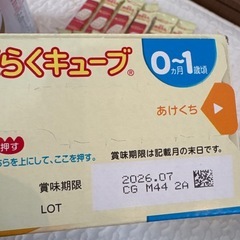 らくキューブ®
0~1
カ月 歳頃
あけぐち
押す
らを上にして、ここを押す。
賞味期限は記載月の末日です。
賞味期限 2026.07
LOT CG M44 2A